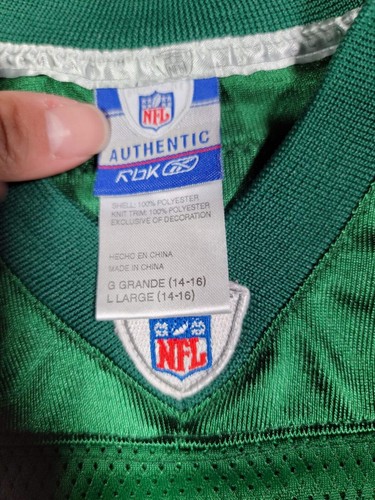 NFL
AUTHENTIC
RBK
SHELL: 100% POLYESTER
KNIT TRIM: 100% POLYESTER
EXCLUSIVE OF DECORATION
HECHO EN CHINA
MADE IN CHINA
G GRANDE (14-16)
L LARGE (14-16)
NFL